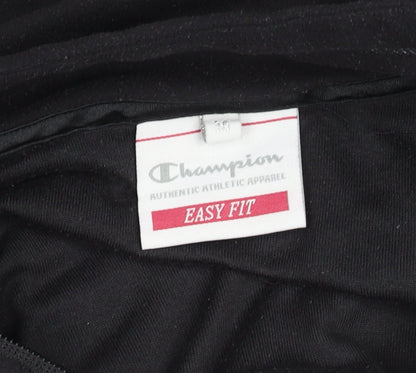 Champion
AUTHENTIC ATHLETIC APPAREL
EASY FIT